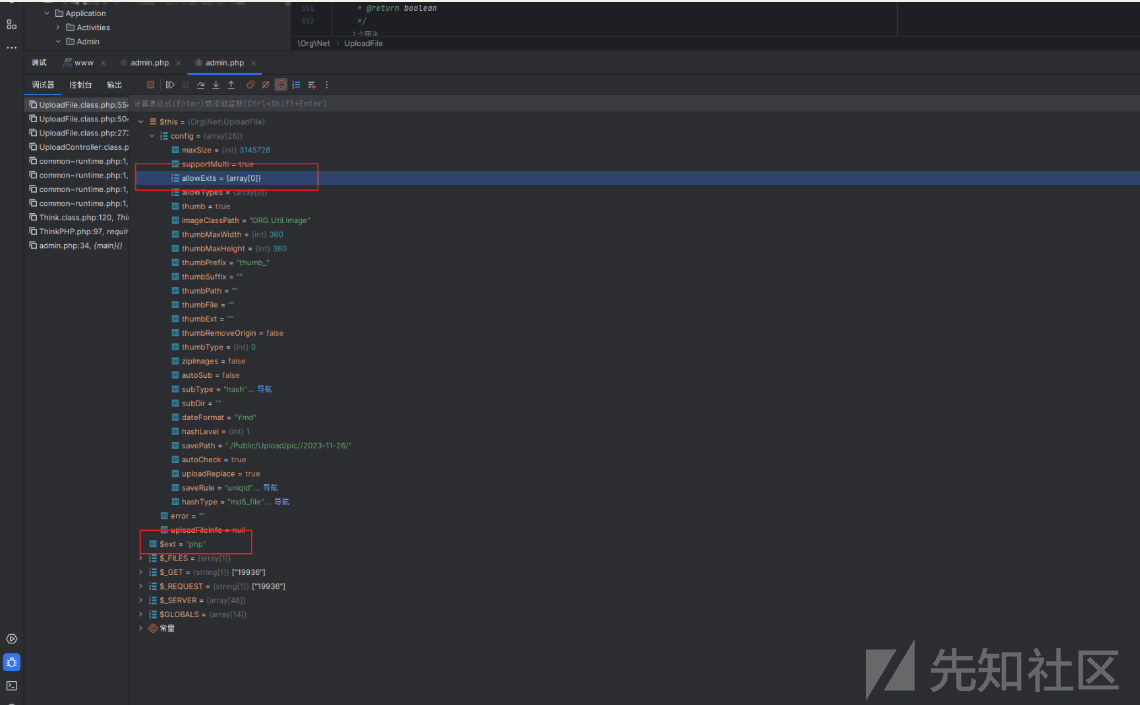 Application
Activities
Admin
551
* @return boolean
552
*/
1 个用法
\Org\Net › UploadFile
调试
www ×
admin.php ×
admin.php ×
调试器
控制台
输出
UploadFile.class.php:554
UploadFile.class.php:504
UploadFile.class.php:273
UploadController.class.p
common~runtime.php:1,
common~runtime.php:1,
common~runtime.php:1,
common~runtime.php:1,
Think.class.php:120, Thin
ThinkPHP.php:97, requir
admin.php:34, {main}()
计算表达式(Enter)或添加监视(Ctrl+Shift+Enter)
$this = {Org\Net\UploadFile}
config = {array[26]}
maxSize = (int) 3145728
supportMulti = true
allowExts = {array[0]}
allowTypes = {array[0]}
thumb = true
imageClassPath = "ORG.Util.Image"
thumbMaxWidth = (int) 360
thumbMaxHeight = (int) 360
thumbPrefix = "thumb_"
thumbSuffix = ""
thumbPath = ""
thumbFile = ""
thumbExt = ""
thumbRemoveOrigin = false
thumbType = (int) 0
zipImages = false
autoSub = false
subType = "hash"... 导航
subDir = ""
dateFormat = "Ymd"
hashLevel = (int) 1
savePath = "./Public/Upload/pic//2023-11-26/"
autoCheck = true
uploadReplace = true
saveRule = "uniqid"... 导航
hashType = "md5_file"... 导航
error = ""
uploadFileInfo = null
$ext = "php"
$_FILES = {array[1]}
$_GET = {string[1]} ["19936"]
$_REQUEST = {string[1]} ["19936"]
$_SERVER = {array[48]}
$GLOBALS = {array[14]}
常量
先知社区